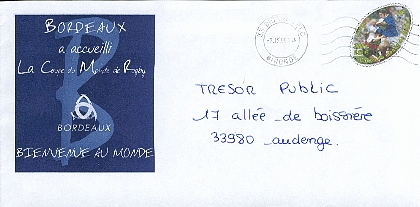 BORDEAUX
a accueilli
La Coupe du Monde de Rugby
BORDEAUX
BIENVENUE AU MONDE
GIRONDE
TRESOR Public
17 allée de boissière
33980 audenge.